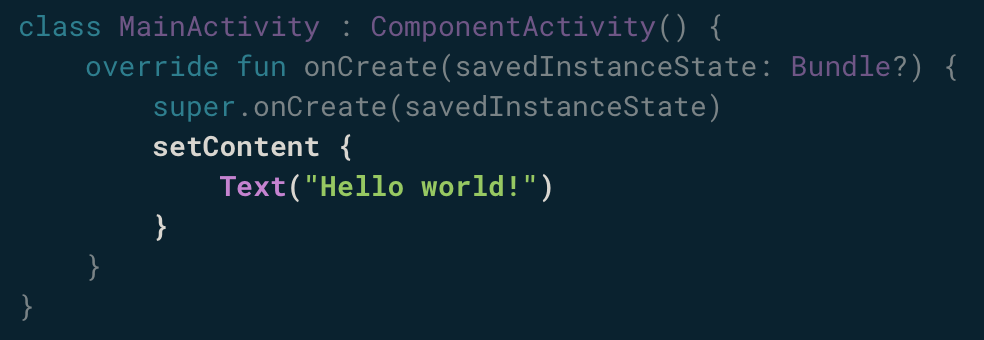 class MainActivity : ComponentActivity() {
    override fun onCreate(savedInstanceState: Bundle?) {
        super.onCreate(savedInstanceState)
        setContent {
            Text("Hello world!")
        }
    }
}